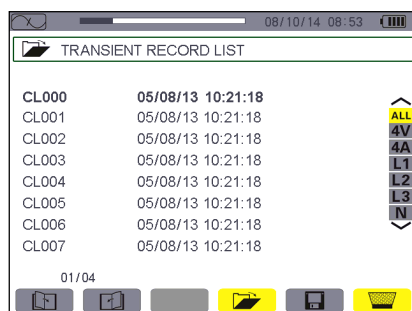 08/10/14 08:53
TRANSIENT RECORD LIST
CL000 05/08/13 10:21:18
CL001 05/08/13 10:21:18
CL002 05/08/13 10:21:18
CL003 05/08/13 10:21:18
CL004 05/08/13 10:21:18
CL005 05/08/13 10:21:18
CL006 05/08/13 10:21:18
CL007 05/08/13 10:21:18
ALL
4V
4A
L1
L2
L3
N
01/04